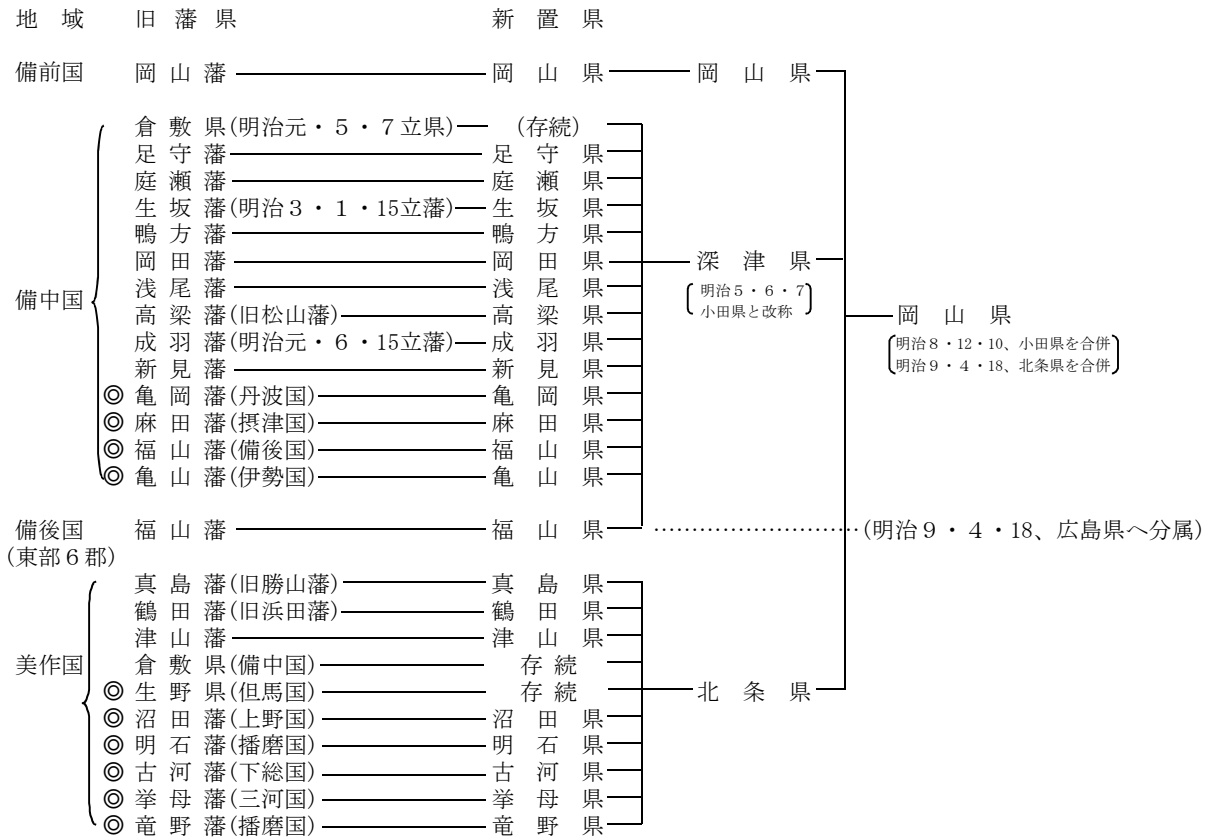 地域 旧藩県 新置県
備前国 岡山藩 岡山県 岡山県
倉敷県(明治元・5・7立県) (存続)
足守藩 足守県
庭瀬藩 庭瀬県
生坂藩(明治3・1・15立藩) 生坂県
鴨方藩 鴨方県
岡田藩 岡田県 深津県
備中国 浅尾藩 浅尾県 明治5・6・7
高梁藩(旧松山藩) 高梁県 小田県と改称 岡山県
成羽藩(明治元・6・15立藩) 成羽県 明治8・12・10、小田県を合併
新見藩 新見県 明治9・4・18、北条県を合併
◎亀岡藩(丹波国) 亀岡県
◎麻田藩(摂津国) 麻田県
◎福山藩(備後国) 福山県
◎亀山藩(伊勢国) 亀山県
備後国 福山藩 福山県 ……………………(明治9・4・18、広島県へ分属)
(東部6郡)
真島藩(旧勝山藩) 真島県
鶴田藩(旧浜田藩) 鶴田県
津山藩 津山県
美作国 倉敷県(備中国) 存続
◎生野県(但馬国) 存続 北条県
◎沼田藩(上野国) 沼田県
◎明石藩(播磨国) 明石県
◎古河藩(下総国) 古河県
◎挙母藩(三河国) 挙母県
◎竜野藩(播磨国) 竜野県